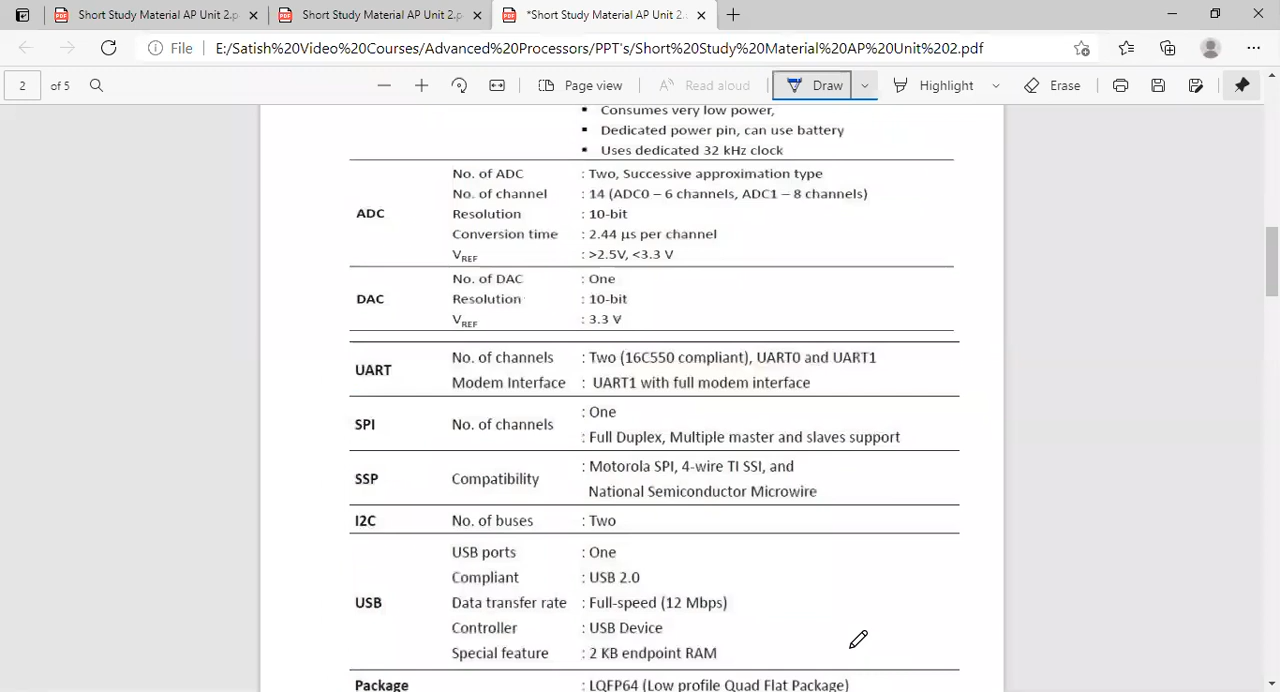 Short Study Material AP Unit 2.p
Short Study Material AP Unit 2.p
*Short Study Material AP Unit 2.
File
E:/Satish%20Video%20Courses/Advanced%20Processors/PPT's/Short%20Study%20Material%20AP%20Unit%202.pdf
2 of 5
Page view
Read aloud
Draw
Highlight
Erase
▪ Consumes very low power,
▪ Dedicated power pin, can use battery
▪ Uses dedicated 32 kHz clock
ADC
No. of ADC : Two, Successive approximation type
No. of channel : 14 (ADC0 – 6 channels, ADC1 – 8 channels)
Resolution : 10-bit
Conversion time : 2.44 µs per channel
VREF : >2.5V, <3.3 V
DAC
No. of DAC : One
Resolution : 10-bit
VREF : 3.3 V
UART
No. of channels : Two (16C550 compliant), UART0 and UART1
Modem Interface : UART1 with full modem interface
SPI
No. of channels : One
: Full Duplex, Multiple master and slaves support
SSP
Compatibility : Motorola SPI, 4-wire TI SSI, and
National Semiconductor Microwire
I2C No. of buses : Two
USB
USB ports : One
Compliant : USB 2.0
Data transfer rate : Full-speed (12 Mbps)
Controller : USB Device
Special feature : 2 KB endpoint RAM
Package : LQFP64 (Low profile Quad Flat Package)